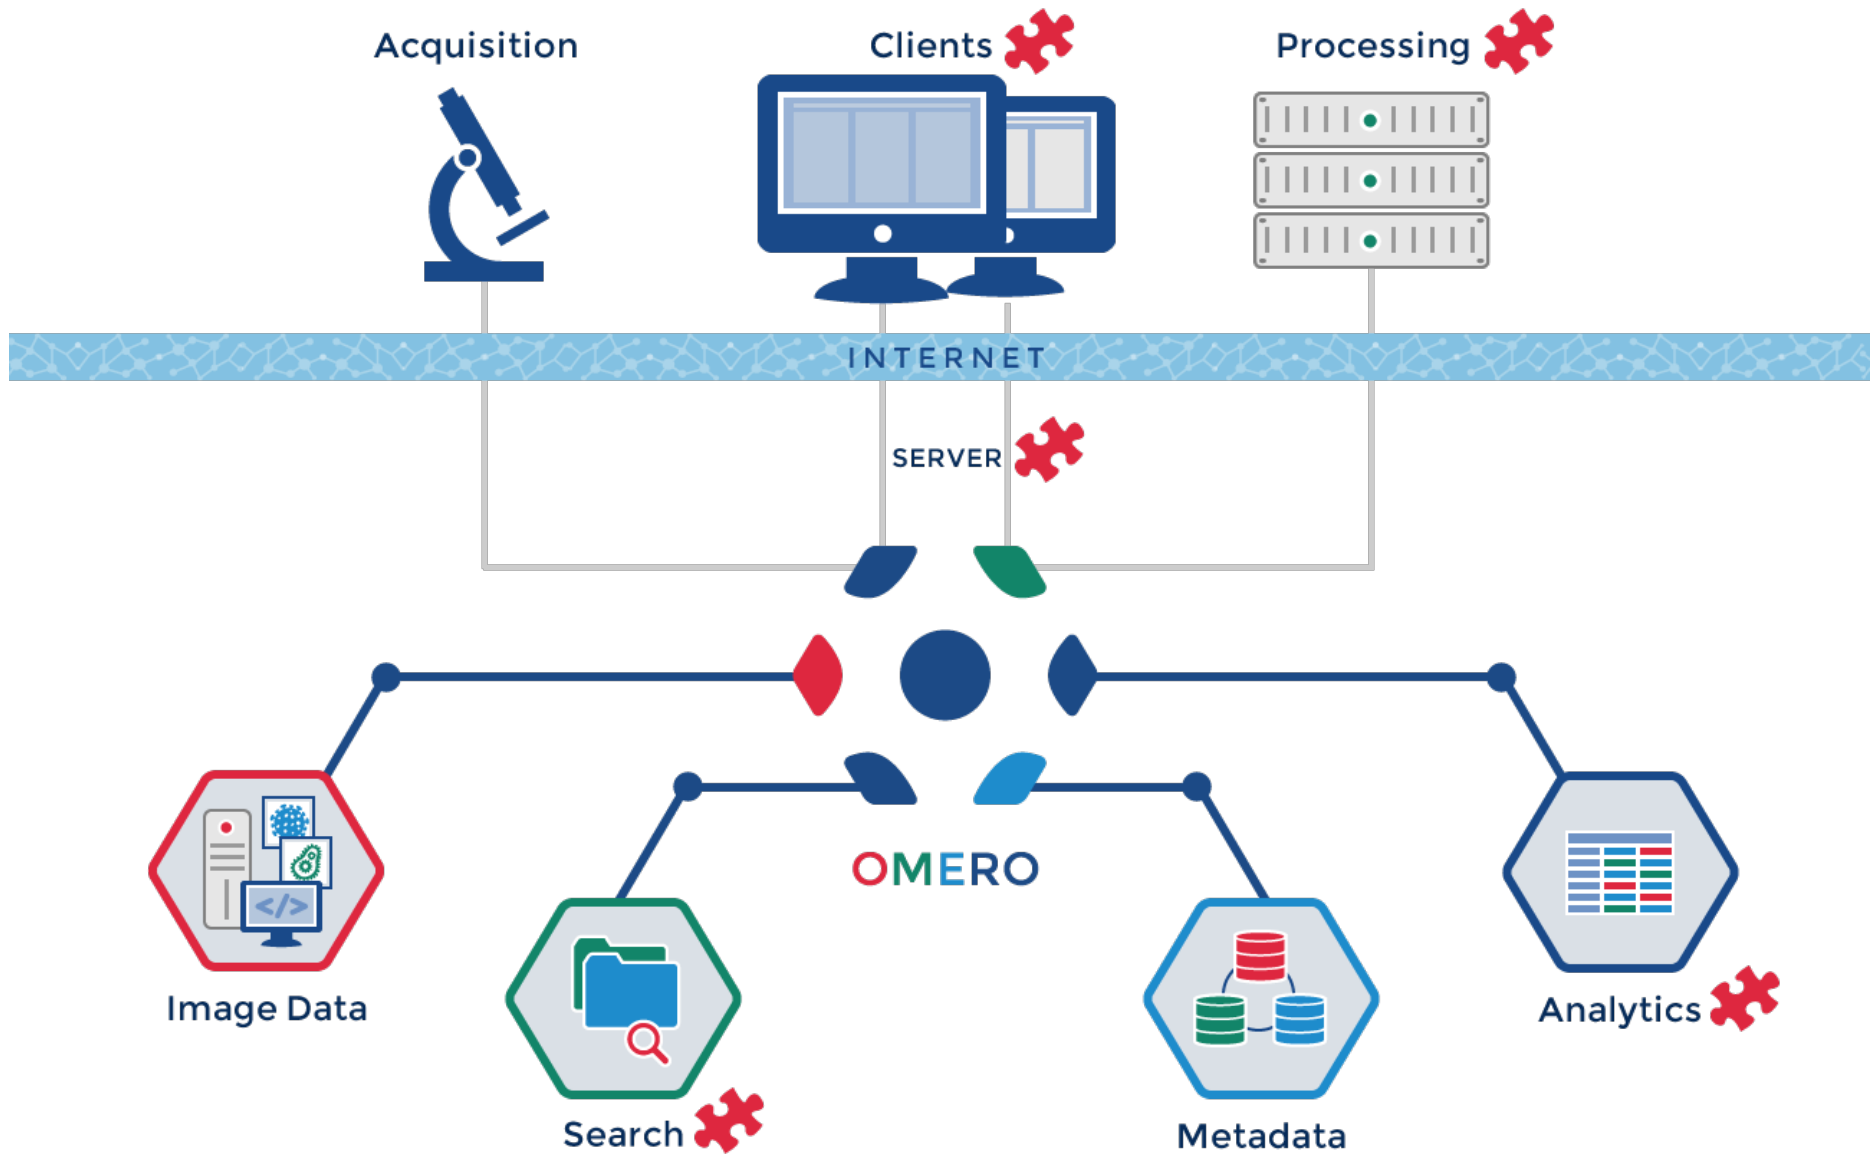 Acquisition
Clients
Processing
INTERNET
SERVER
</>
OMERO
Image Data
Search
Metadata
Analytics